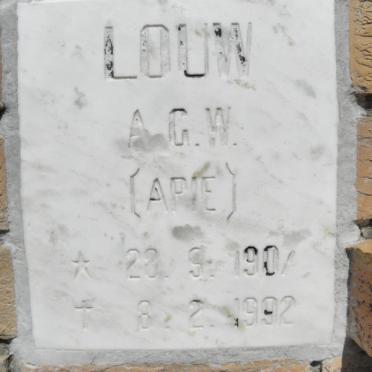 LOUW
A.G.W.
(APIE)
★ 23. 9. 1907
† 8. 2. 1992